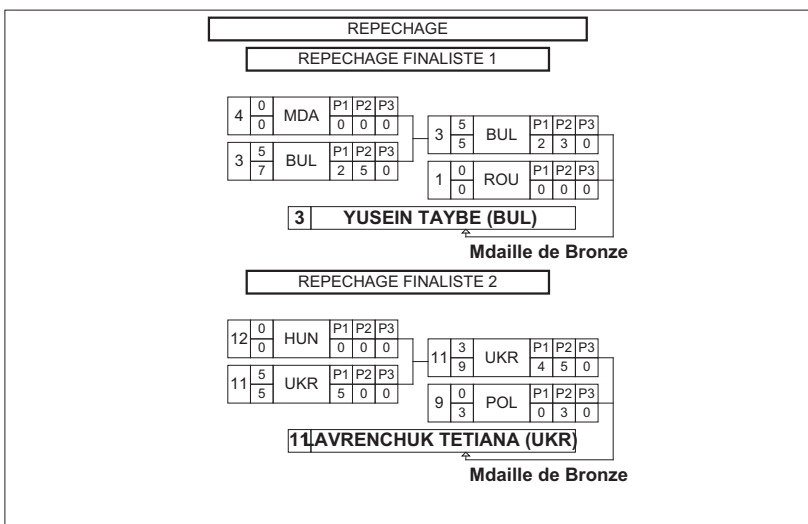 REPECHAGE
REPECHAGE FINALISTE 1
4 0 0 MDA P1 P2 P3 0 0 0
3 5 7 BUL P1 P2 P3 2 5 0
3 5 5 BUL P1 P2 P3 2 3 0
1 0 0 ROU P1 P2 P3 0 0 0
3 YUSEIN TAYBE (BUL)
Mdaille de Bronze
REPECHAGE FINALISTE 2
12 0 0 HUN P1 P2 P3 0 0 0
11 5 5 UKR P1 P2 P3 5 0 0
11 3 9 UKR P1 P2 P3 4 5 0
9 0 3 POL P1 P2 P3 0 3 0
11 LAVRENCHUK TETIANA (UKR)
Mdaille de Bronze